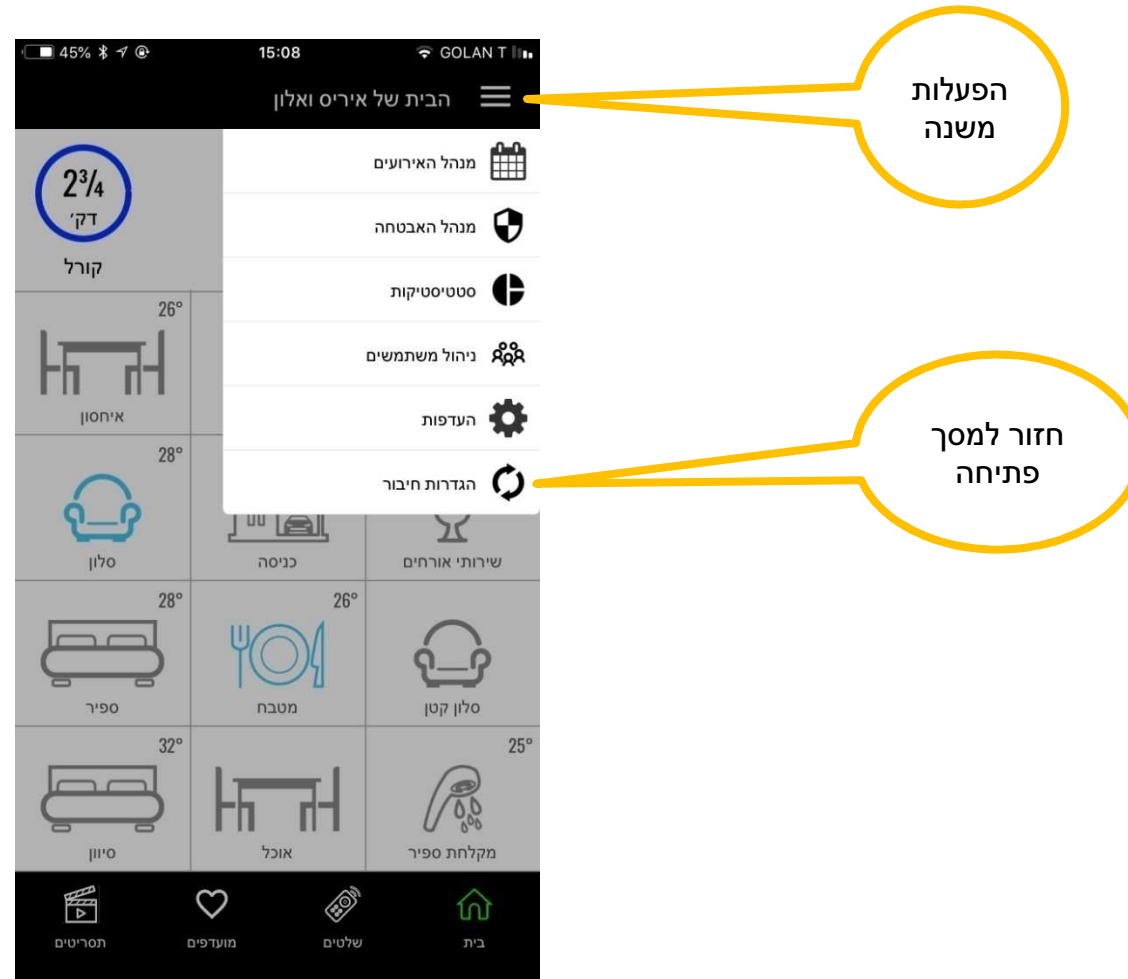 45%
15:08
GOLAN T
הבית של איריס ואלון
הפעלות
משנה
מנהל האירועים
מנהל האבטחה
סטטיסטיקות
ניהול משתמשים
העדפות
הגדרות חיבור
חזור למסך
פתיחה
2¾
דק׳
קורל
26°
איחסון
28°
שירותי אורחים
כניסה
סלון
26°
28°
סלון קטן
מטבח
ספיר
25°
32°
מקלחת ספיר
אוכל
סיוון
בית
שלטים
מועדפים
תסריטים